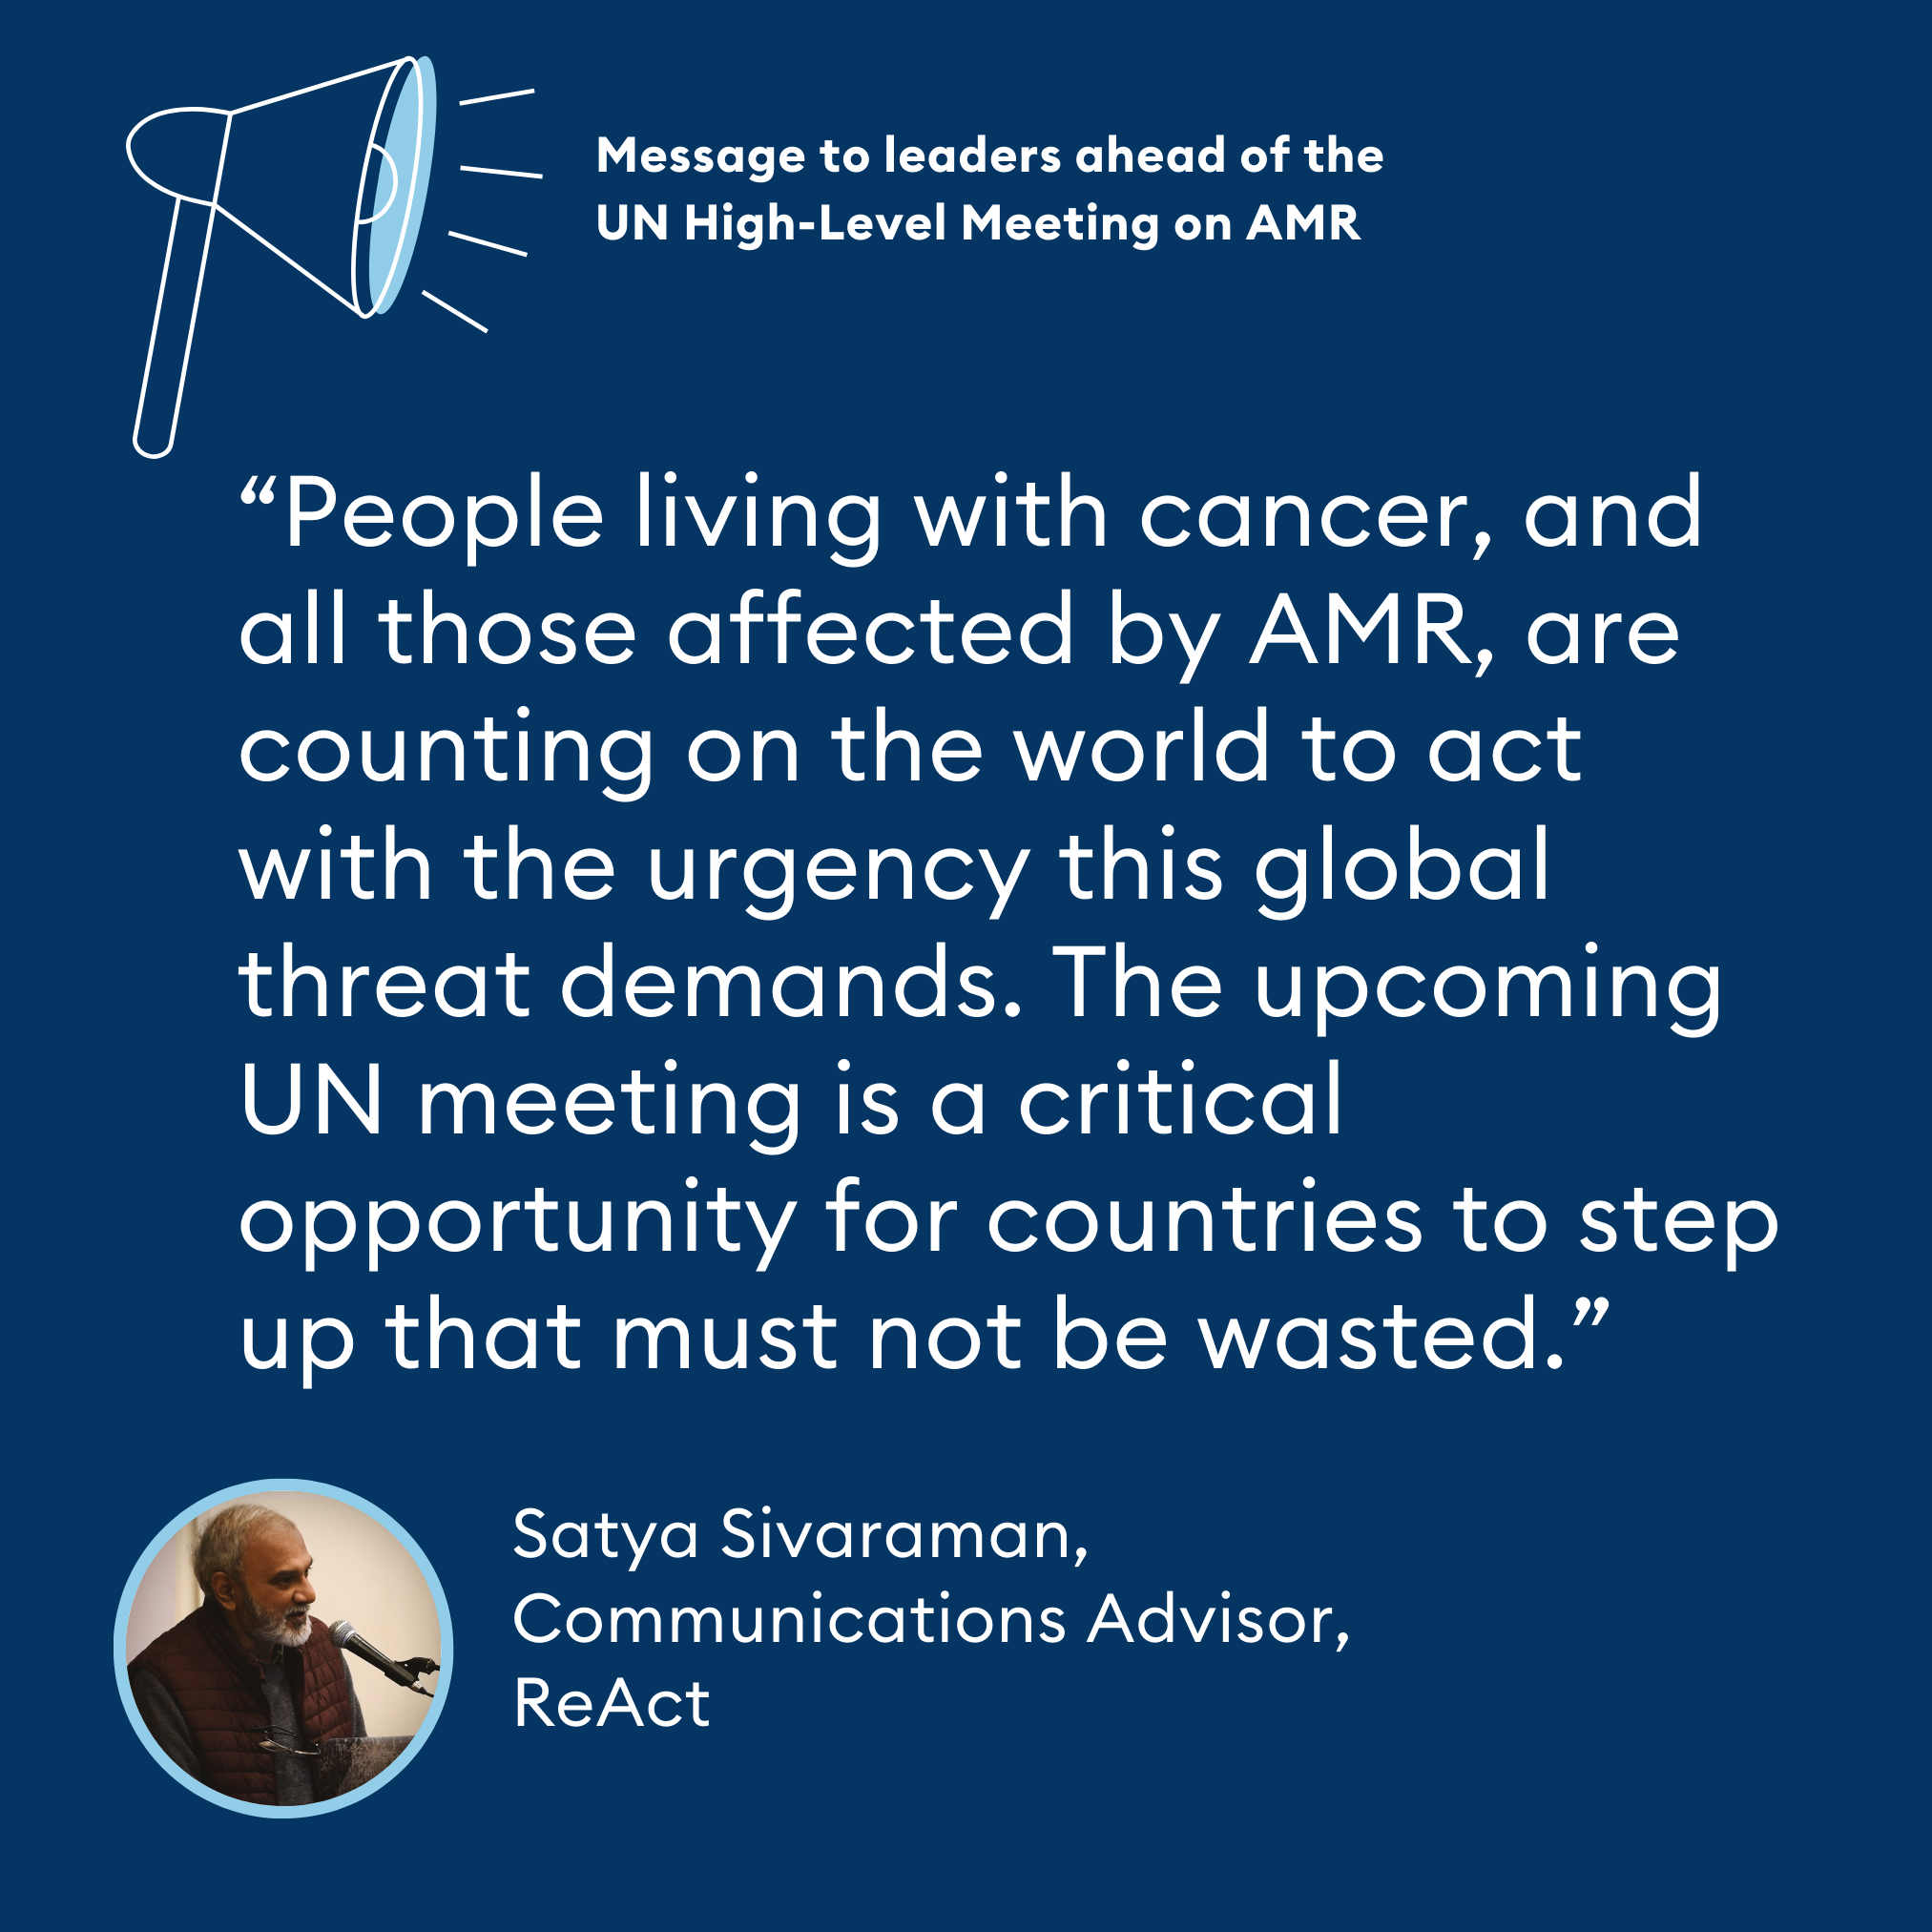 Message to leaders ahead of the
UN High-Level Meeting on AMR
“People living with cancer, and
all those affected by AMR, are
counting on the world to act
with the urgency this global
threat demands. The upcoming
UN meeting is a critical
opportunity for countries to step
up that must not be wasted.”
Satya Sivaraman,
Communications Advisor,
ReAct